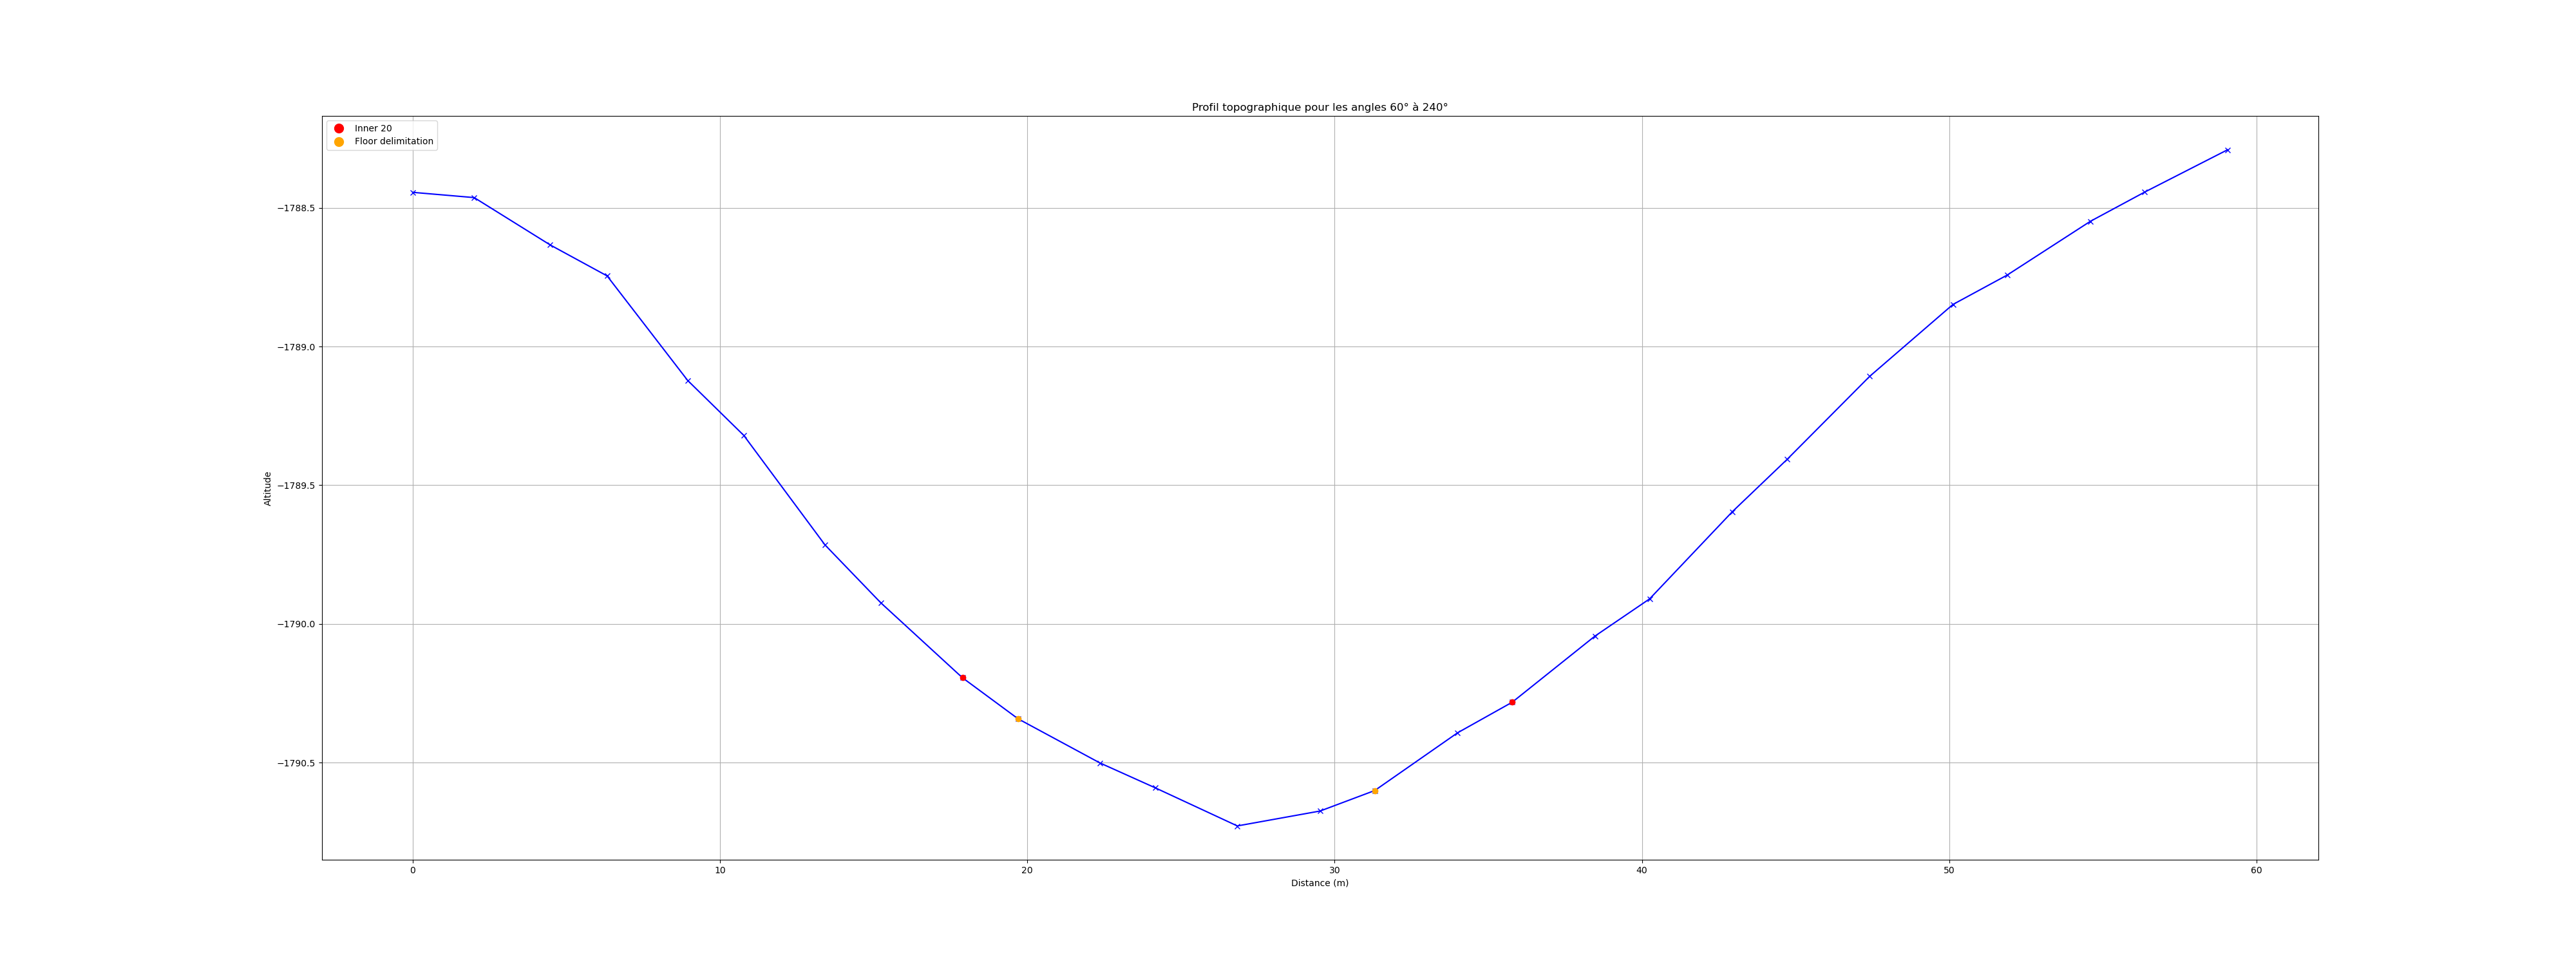 Profil topographique pour les angles 60° à 240°
Inner 20
Floor delimitation
Altitude
−1788.5
−1789.0
−1789.5
−1790.0
−1790.5
0 10 20 30 40 50 60
Distance (m)